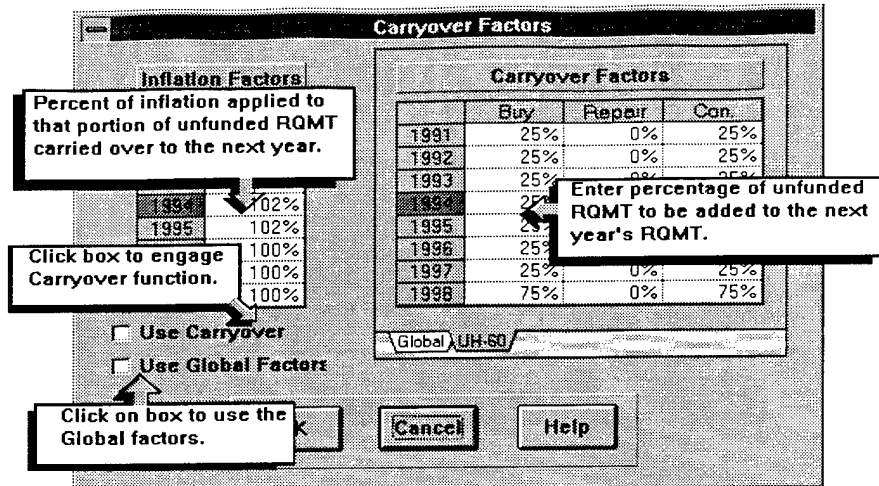 Carryover Factors
Inflation Factors
Percent of inflation applied to
that portion of unfunded RQMT
carried over to the next year.
1994 102%
1995 102%
100%
100%
100%
Click box to engage
Carryover function.
Use Carryover
Use Global Factors
Click on box to use the
Global factors.
Carryover Factors
Buy Repair Con.
1991 25% 0% 25%
1992 25% 0% 25%
1993 25%
1994
1995
1996 25%
1997 25% 0% 25%
1998 75% 0% 75%
Enter percentage of unfunded
RQMT to be added to the next
year's RQMT.
Global UH-60
Cancel
Help